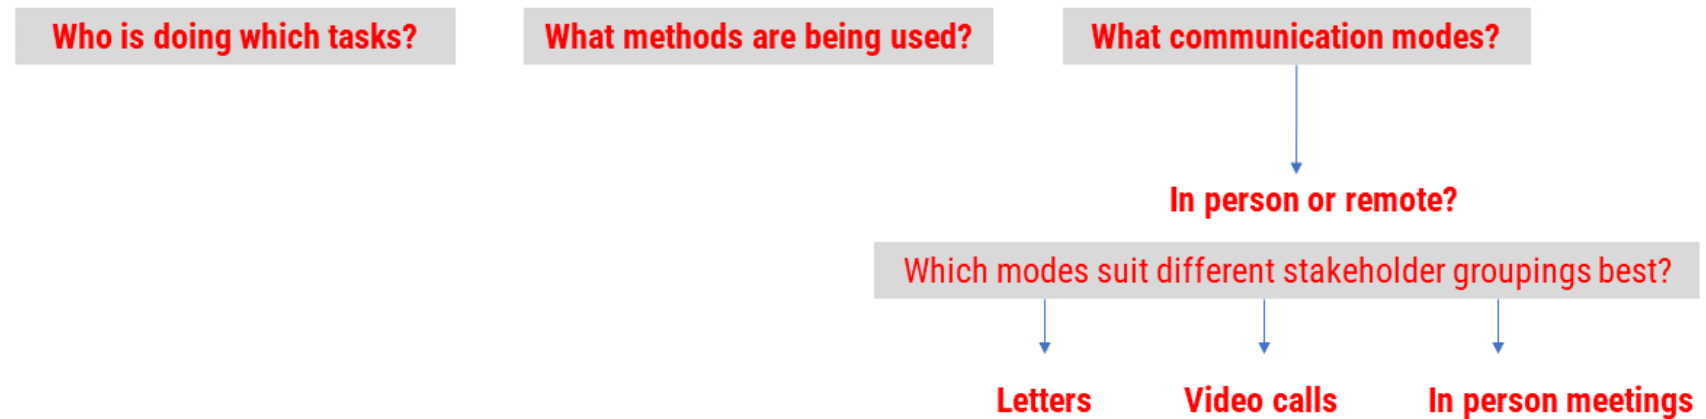 Who is doing which tasks?
What methods are being used?
What communication modes?
In person or remote?
Which modes suit different stakeholder groupings best?
Letters
Video calls
In person meetings